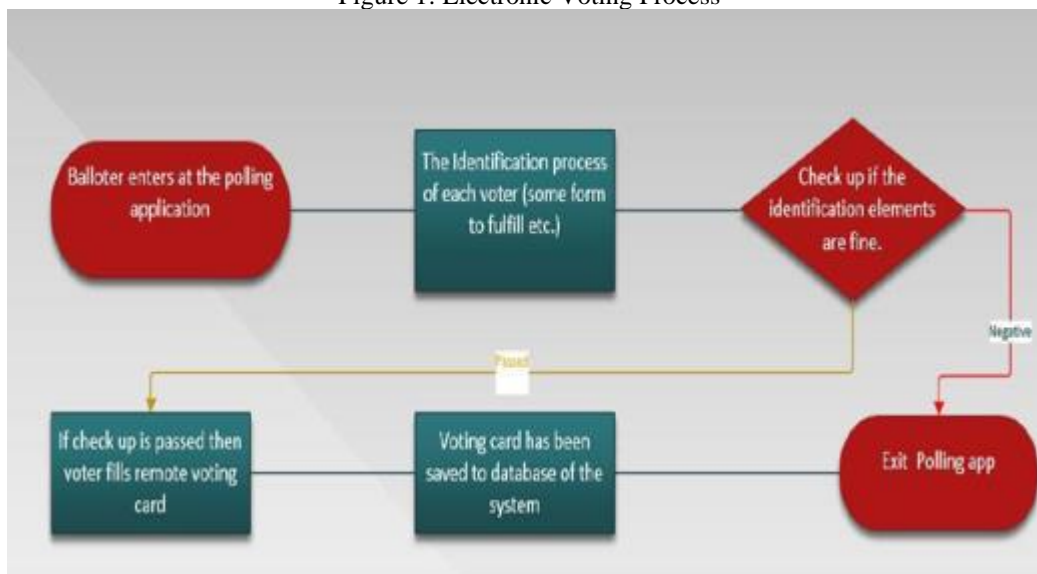 Figure 1. Electronic Voting Process
Balloter enters at the polling
application
The Identification process
of each voter (some form
to fulfill etc.)
Check up if the
identification elements
are fine.
Negative
Passed
If check up is passed then
voter fills remote voting
card
Voting card has been
saved to database of the
system
Exit Polling app